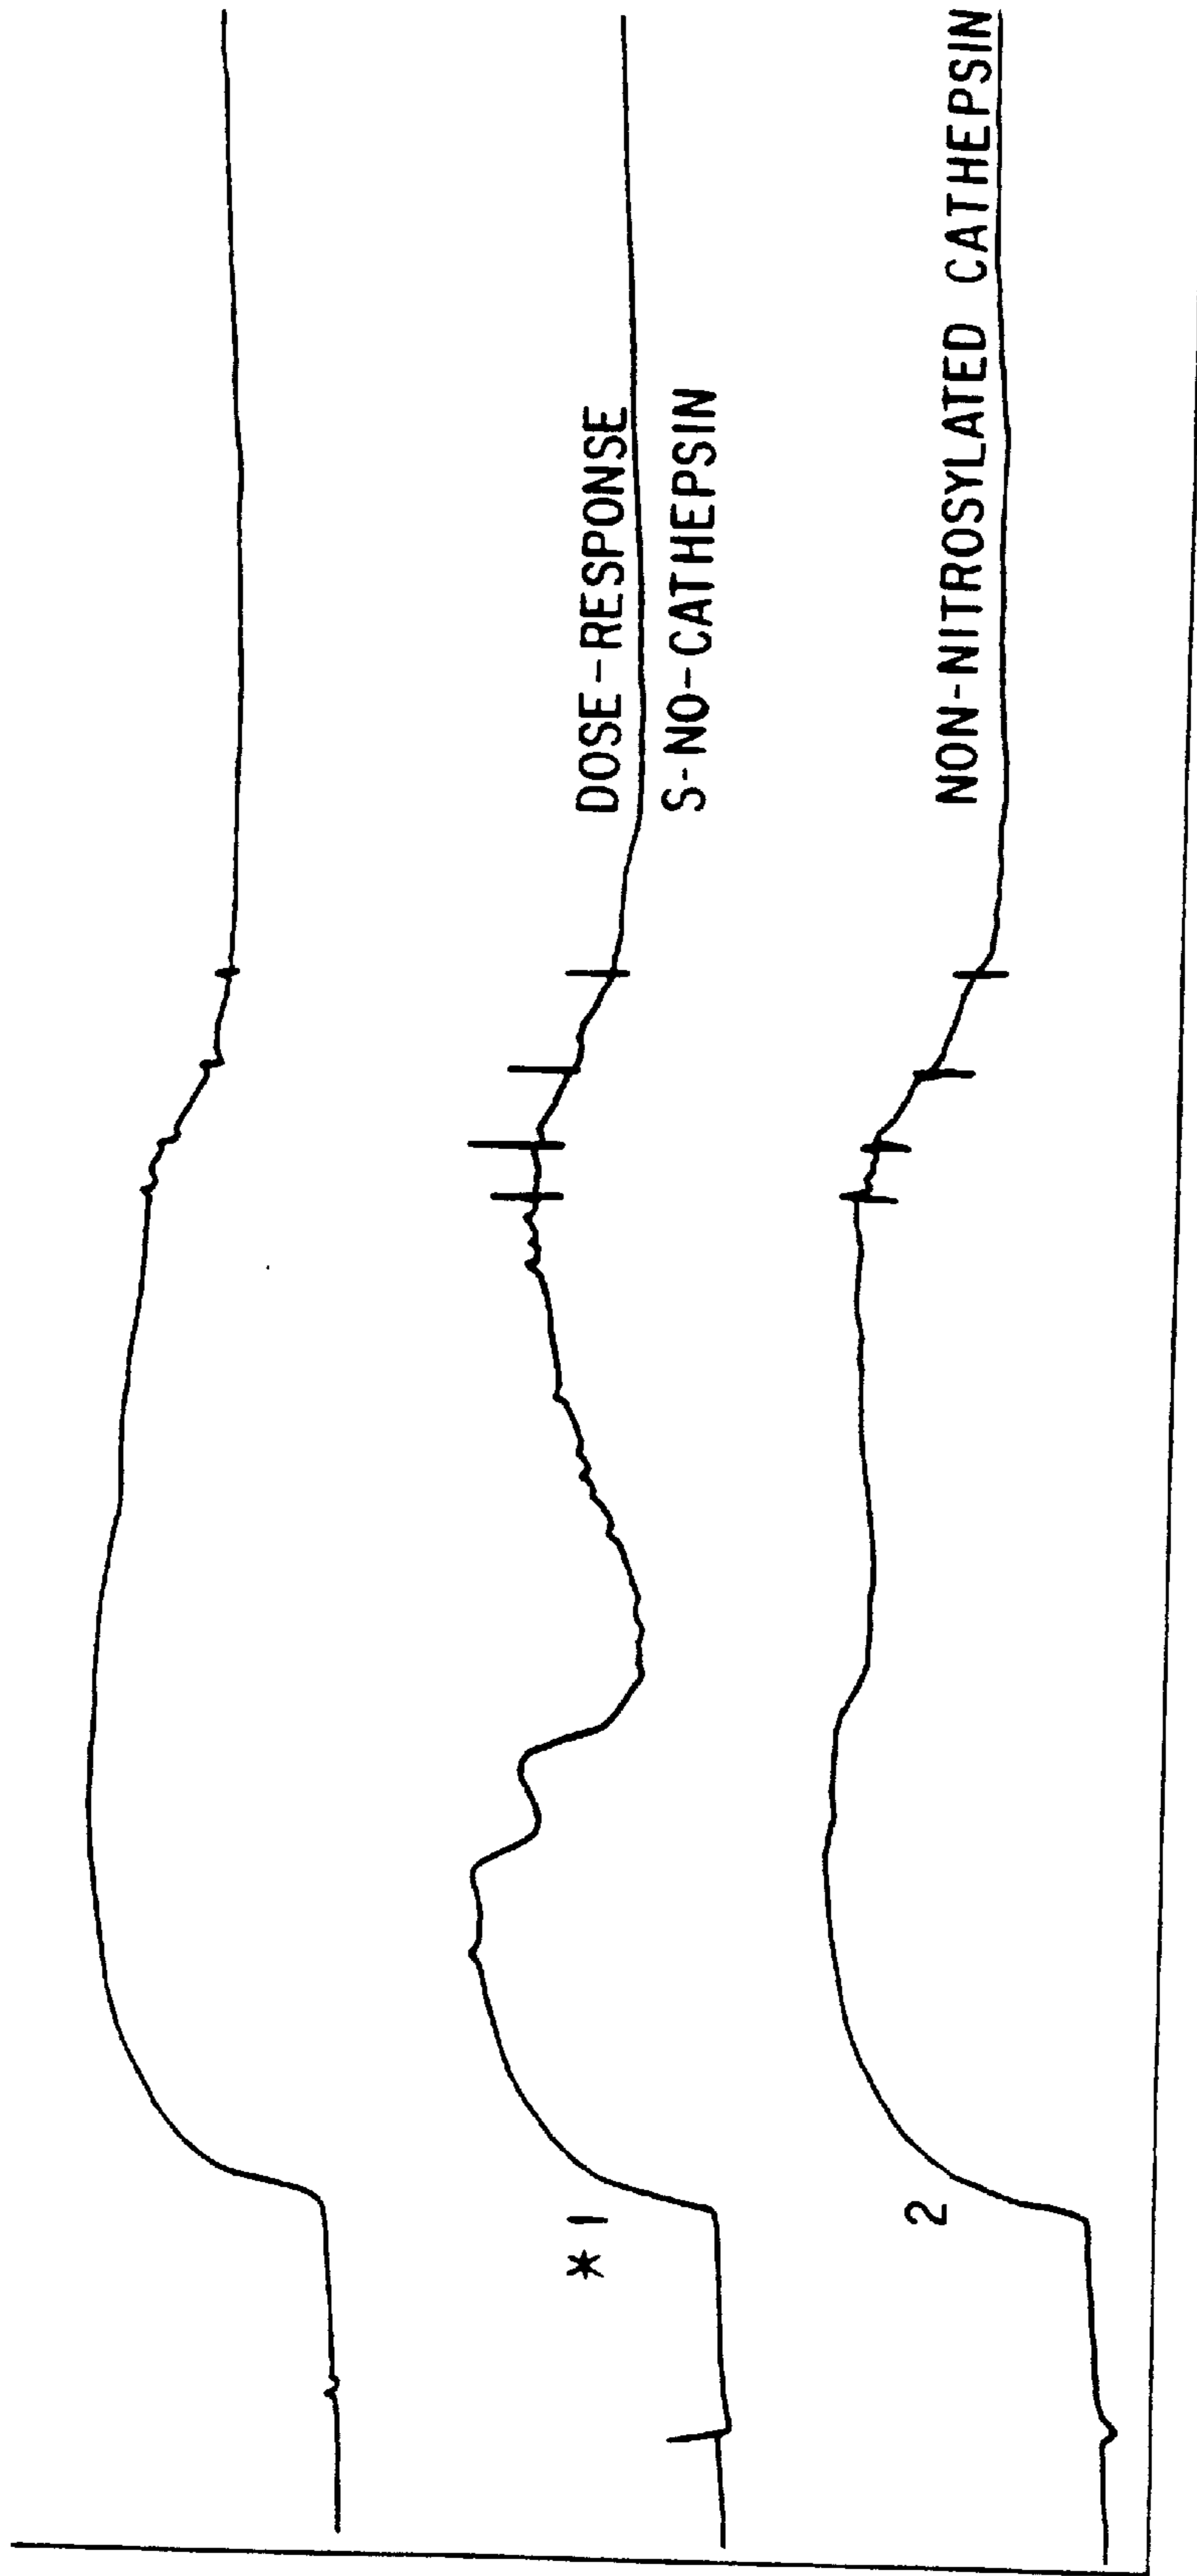 DOSE-RESPONSE
S-NO-CATHEPSIN
*1
NON-NITROSYLATED CATHEPSIN
2